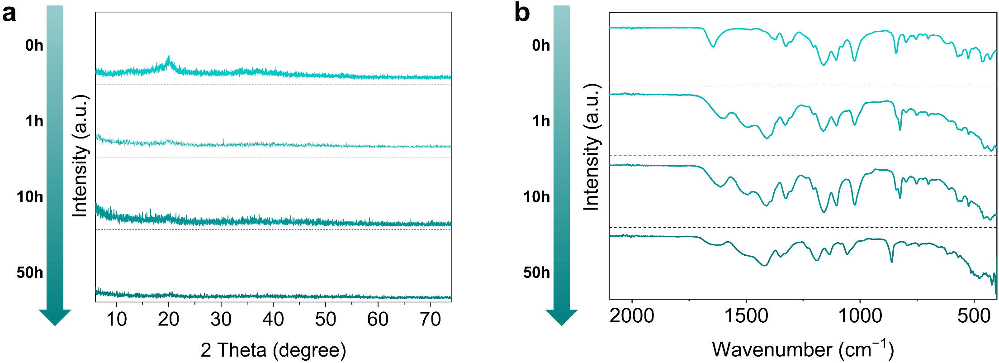 a
0h
1h
10h
50h
Intensity (a.u.)
10 20 30 40 50 60 70
2 Theta (degree)
b
0h
1h
10h
50h
Intensity (a.u.)
2000 1500 1000 500
Wavenumber (cm⁻¹)